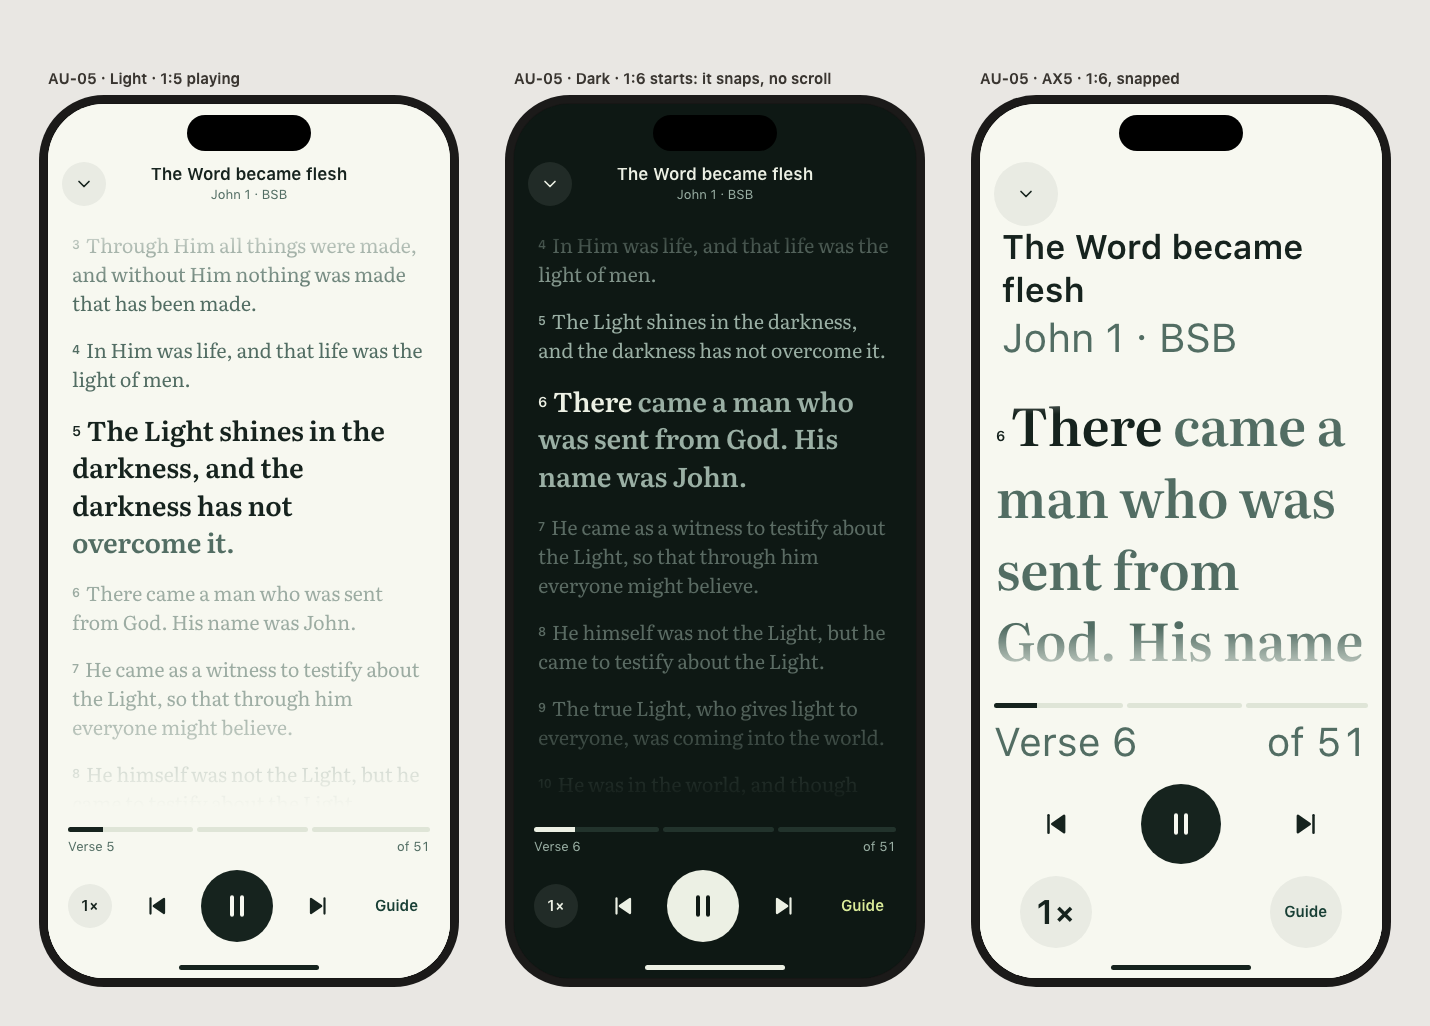 AU-05 · Light · 1:5 playing
The Word became flesh
John 1 · BSB
3 Through Him all things were made,
and without Him nothing was made
that has been made.
4 In Him was life, and that life was the
light of men.
5 The Light shines in the
darkness, and the
darkness has not
overcome it.
6 There came a man who was sent
from God. His name was John.
7 He came as a witness to testify about
the Light, so that through him
everyone might believe.
8 He himself was not the Light, but he
came to testify about the Light.
Verse 5
of 51
1×
Guide
AU-05 · Dark · 1:6 starts: it snaps, no scroll
The Word became flesh
John 1 · BSB
4 In Him was life, and that life was the
light of men.
5 The Light shines in the darkness,
and the darkness has not overcome it.
6 There came a man who
was sent from God. His
name was John.
7 He came as a witness to testify about
the Light, so that through him
everyone might believe.
8 He himself was not the Light, but he
came to testify about the Light.
9 The true Light, who gives light to
everyone, was coming into the world.
10 He was in the world, and though
Verse 6
of 51
1×
Guide
AU-05 · AX5 · 1:6, snapped
The Word became
flesh
John 1 · BSB
6 There came a
man who was
sent from
God. His name
Verse 6
of 51
1×
Guide